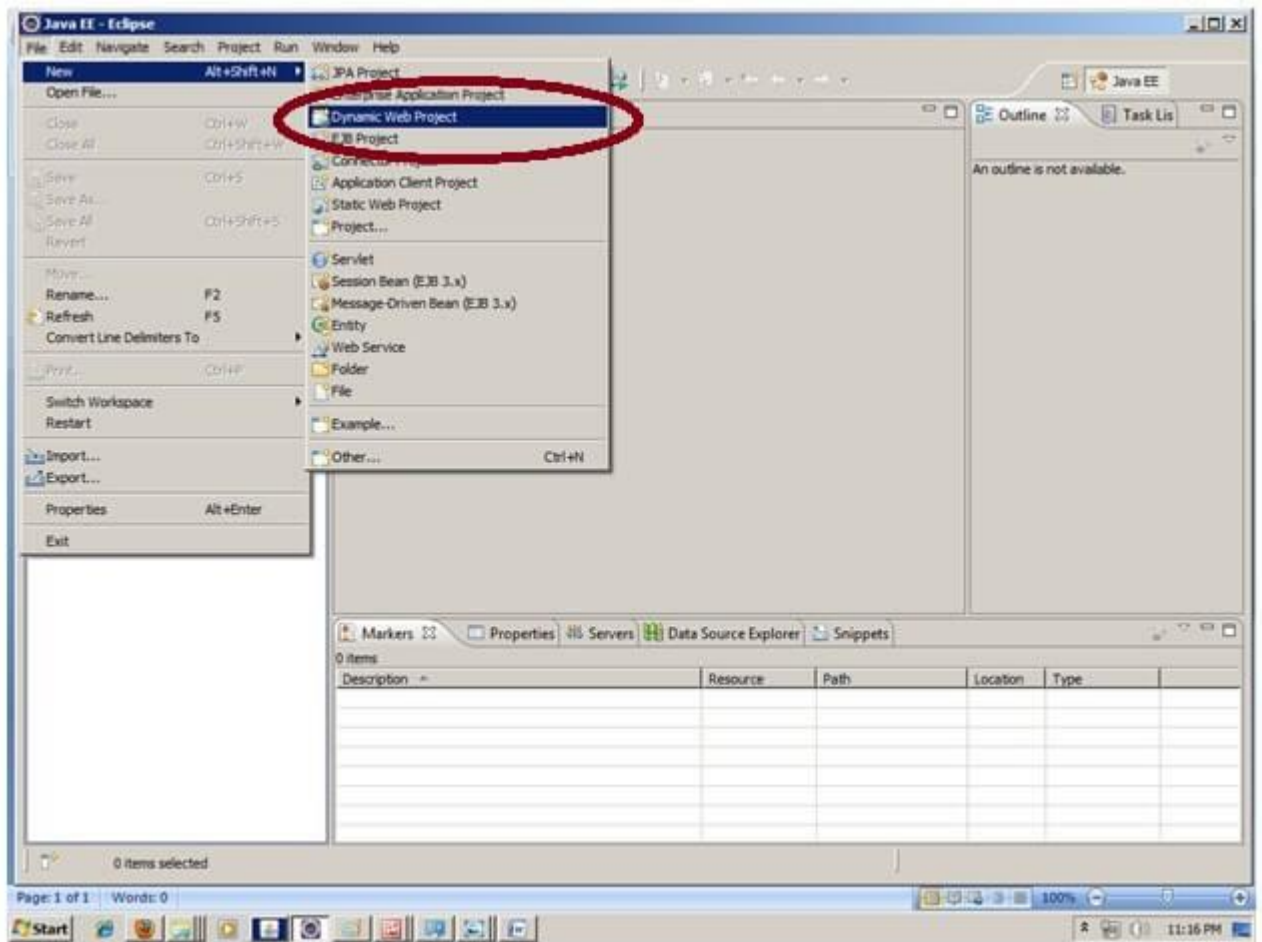 Java EE - Eclipse
File Edit Navigate Search Project Run Window Help
New Alt+Shift+N
Open File...
Close Ctrl+W
Close All Ctrl+Shift+W
Save Ctrl+S
Save As...
Save All Ctrl+Shift+S
Revert
Move...
Rename... F2
Refresh F5
Convert Line Delimiters To
Print... Ctrl+P
Switch Workspace
Restart
Import...
Export...
Properties Alt+Enter
Exit
JPA Project
Enterprise Application Project
Dynamic Web Project
EJB Project
Connector Project
Application Client Project
Static Web Project
Project...
Servlet
Session Bean (EJB 3.x)
Message-Driven Bean (EJB 3.x)
Entity
Web Service
Folder
File
Example...
Other... Ctrl+N
Java EE
Outline Task Lis
An outline is not available.
Markers Properties Servers Data Source Explorer Snippets
0 items
Description Resource Path Location Type
0 items selected
Page: 1 of 1 Words: 0 100%
Start 11:16 PM